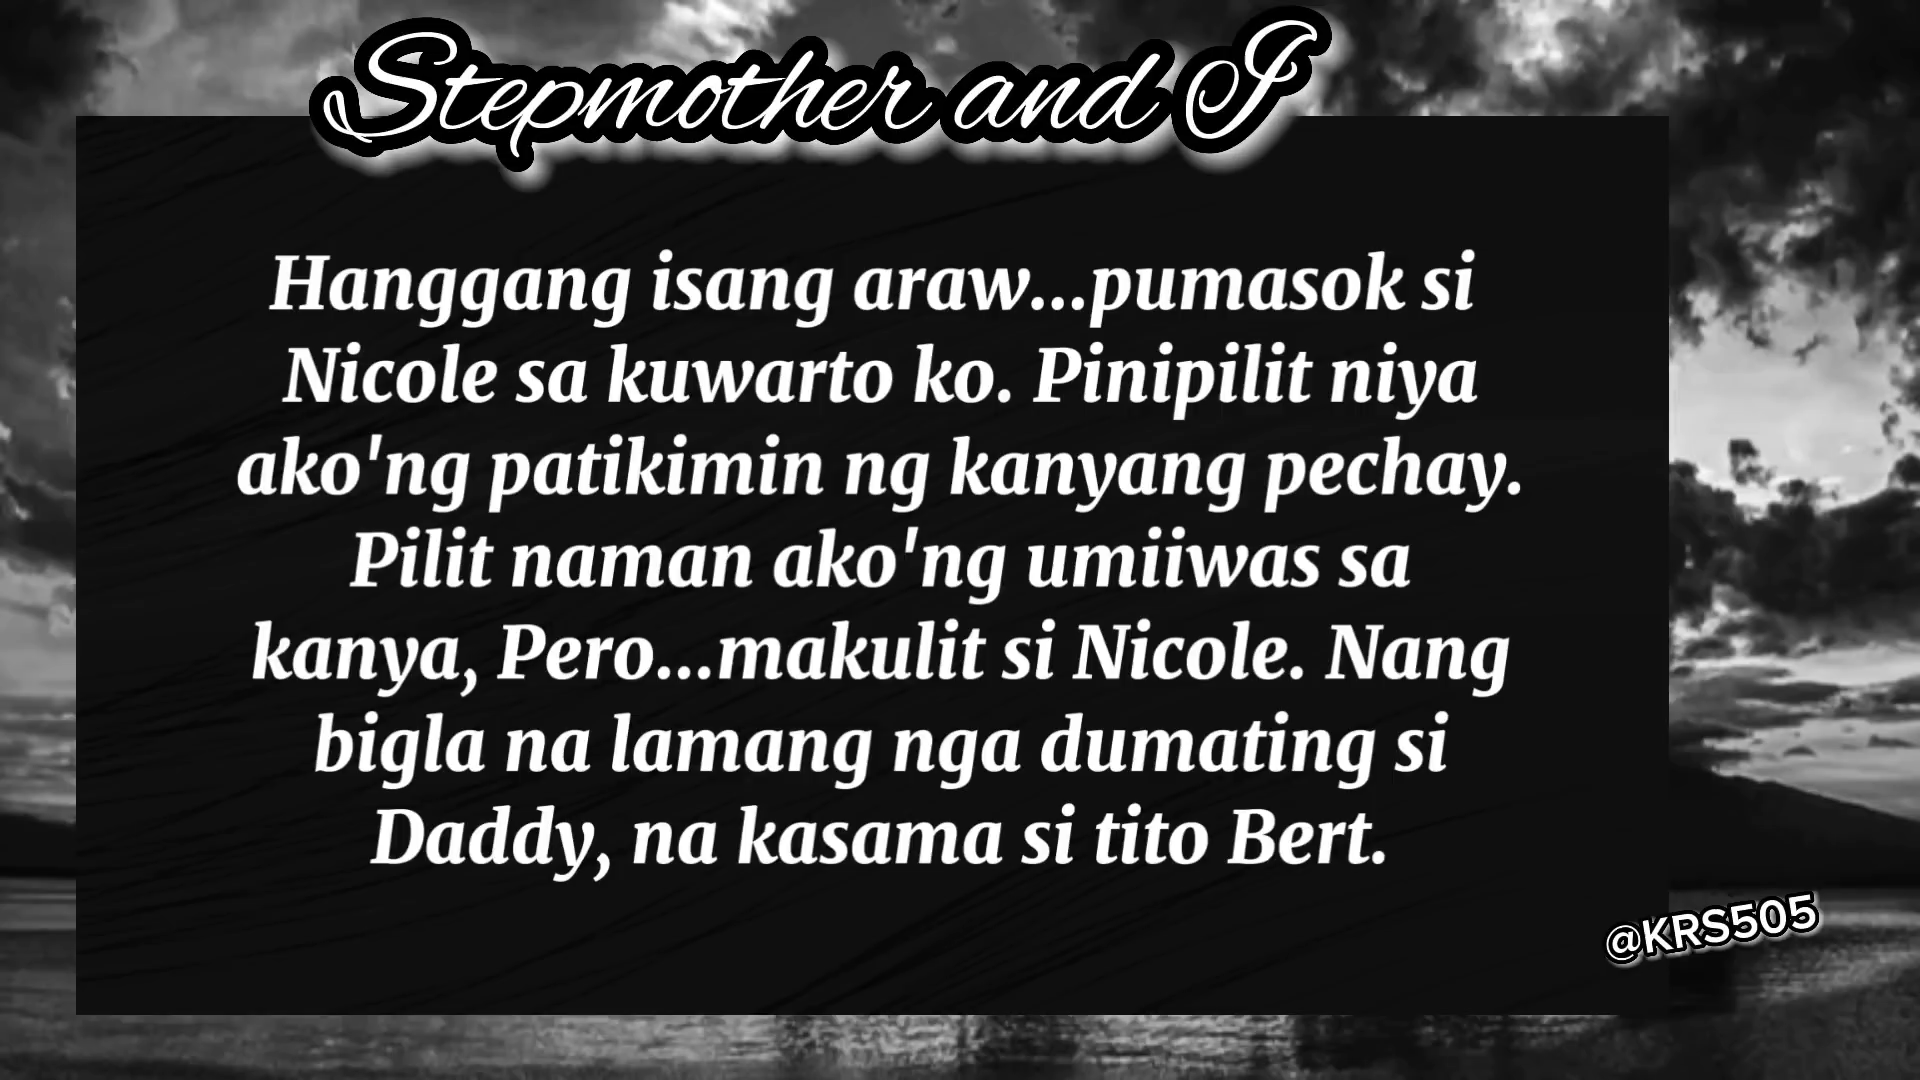 Stepmother and I
Hanggang isang araw...pumasok si
Nicole sa kuwarto ko. Pinipilit niya
ako'ng patikimin ng kanyang pechay.
Pilit naman ako'ng umiiwas sa
kanya, Pero...makulit si Nicole. Nang
bigla na lamang nga dumating si
Daddy, na kasama si tito Bert.
@KRS505